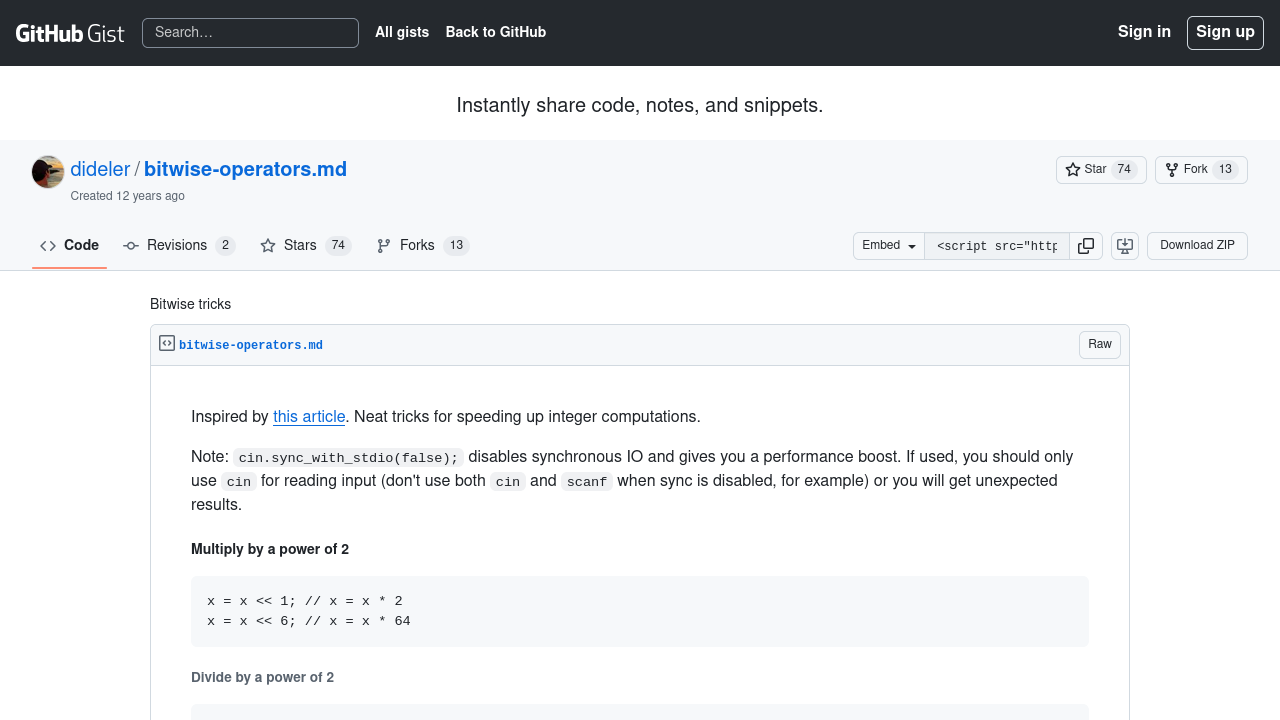 GitHub Gist Search… All gists Back to GitHub Sign in Sign up
Instantly share code, notes, and snippets.
dideler / bitwise-operators.md Star 74 Fork 13
Created 12 years ago
Code Revisions 2 Stars 74 Forks 13 Embed <script src="http Download ZIP
Bitwise tricks
bitwise-operators.md Raw
Inspired by this article. Neat tricks for speeding up integer computations.
Note: cin.sync_with_stdio(false); disables synchronous IO and gives you a performance boost. If used, you should only
use cin for reading input (don't use both cin and scanf when sync is disabled, for example) or you will get unexpected
results.
Multiply by a power of 2
x = x << 1; // x = x * 2
x = x << 6; // x = x * 64
Divide by a power of 2